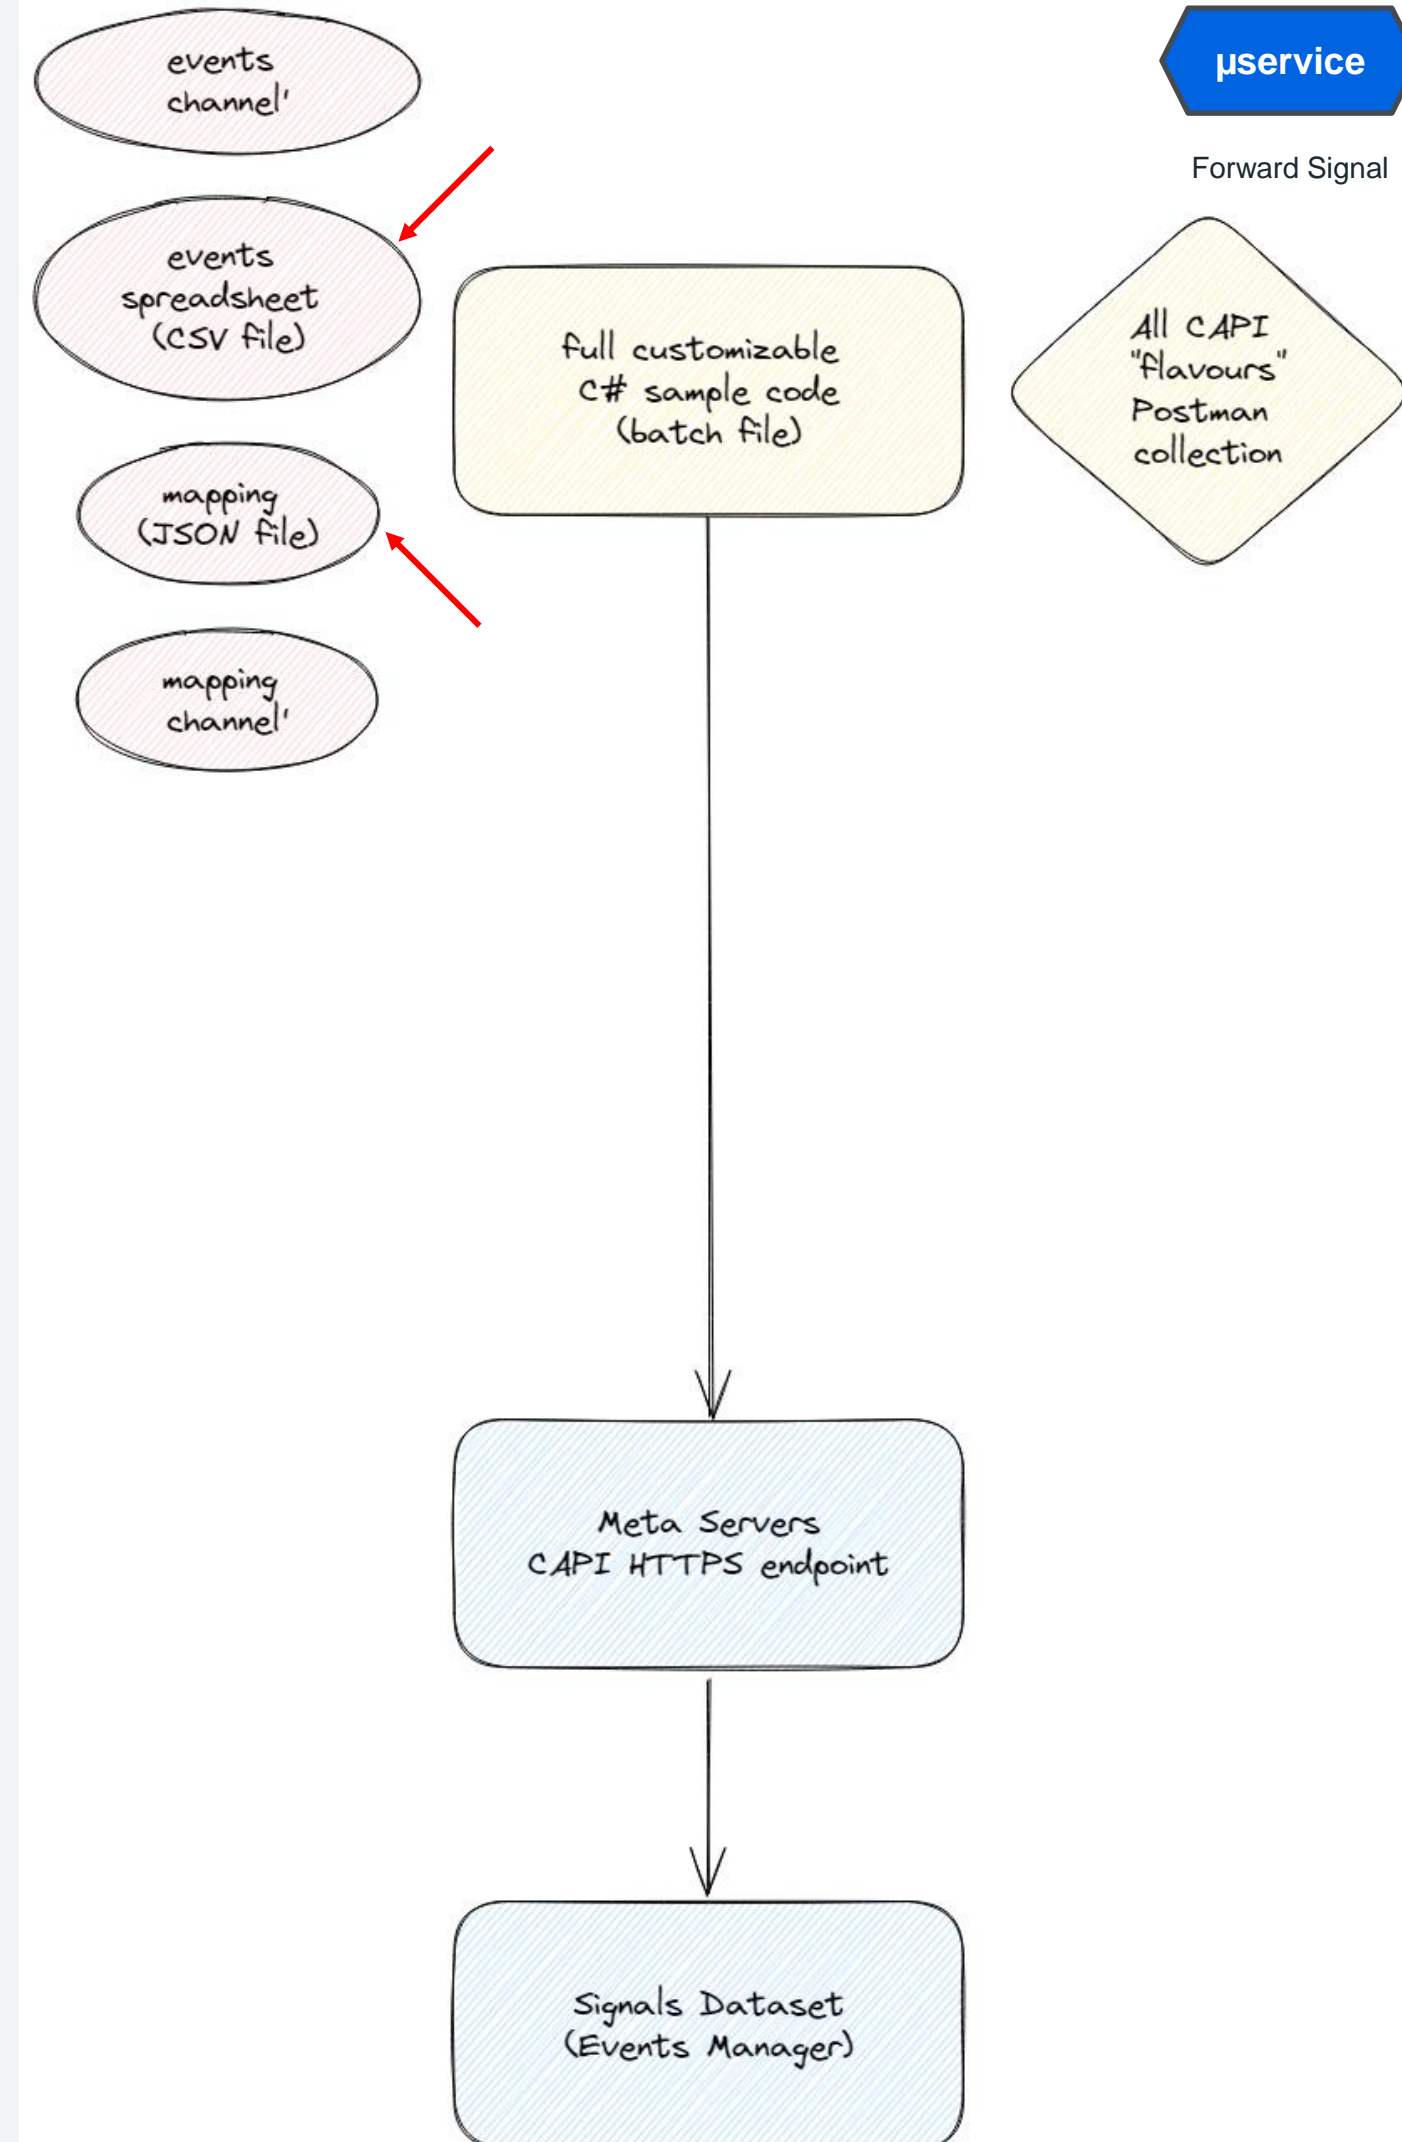 events
channel'
µservice
Forward Signal
events
spreadsheet
(CSV file)
full customizable
C# sample code
(batch file)
All CAPI
"flavours"
Postman
collection
mapping
(JSON file)
mapping
channel'
Meta Servers
CAPI HTTPS endpoint
Signals Dataset
(Events Manager)